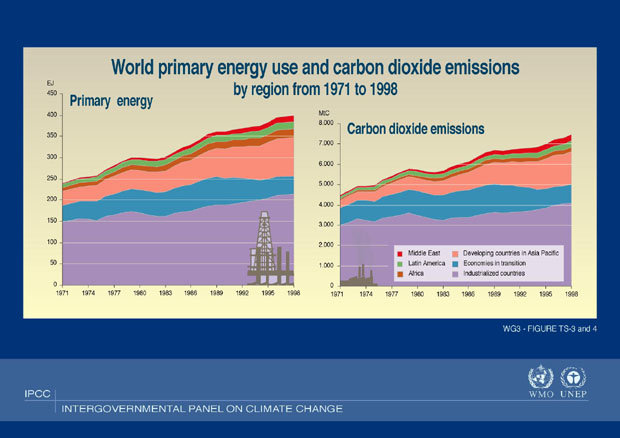 World primary energy use and carbon dioxide emissions
by region from 1971 to 1998
EJ
Primary energy
450
400
350
300
250
200
150
100
50
0
1971 1974 1977 1980 1983 1986 1989 1992 1995 1998
MtC
Carbon dioxide emissions
8.000
7.000
6.000
5.000
4.000
3.000
2.000
1.000
0
Middle East
Latin America
Africa
Developing countries in Asia Pacific
Economies in transition
Industrialized countries
1971 1974 1977 1980 1983 1986 1989 1992 1995 1998
WG3 - FIGURE TS-3 and 4
WMO UNEP
IPCC
INTERGOVERNMENTAL PANEL ON CLIMATE CHANGE